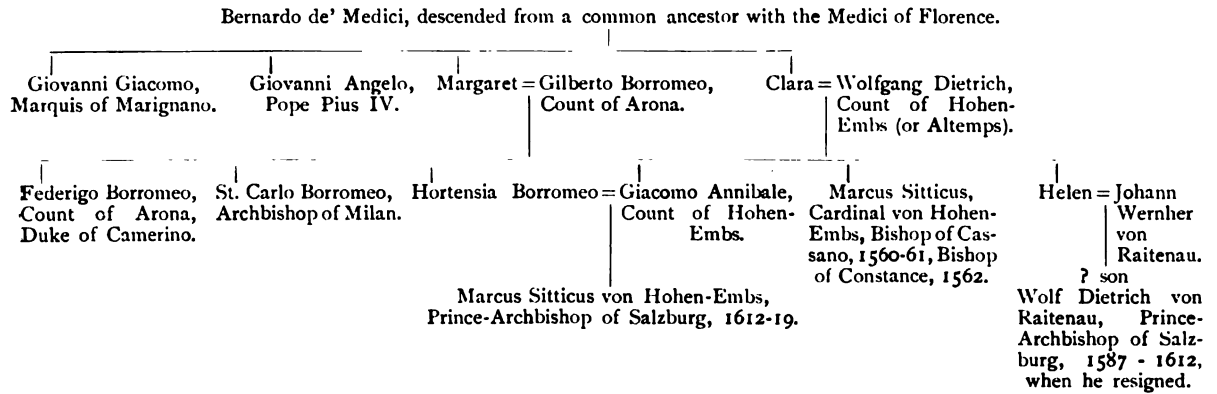 Bernardo de' Medici, descended from a common ancestor with the Medici of Florence.
Giovanni Giacomo,
Marquis of Marignano.
Giovanni Angelo,
Pope Pius IV.
Margaret = Gilberto Borromeo,
Count of Arona.
Clara = Wolfgang Dietrich,
Count of Hohen-
Embs (or Altemps).
Federigo Borromeo,
Count of Arona,
Duke of Camerino.
St. Carlo Borromeo,
Archbishop of Milan.
Hortensia Borromeo = Giacomo Annibale,
Count of Hohen-
Embs.
Marcus Sitticus,
Cardinal von Hohen-
Embs, Bishop of Cas-
sano, 1560-61, Bishop
of Constance, 1562.
Helen = Johann
Wernher
von
Raitenau.
Marcus Sitticus von Hohen-Embs,
Prince-Archbishop of Salzburg, 1612-19.
? son
Wolf Dietrich von
Raitenau, Prince-
Archbishop of Salz-
burg, 1587 - 1612,
when he resigned.